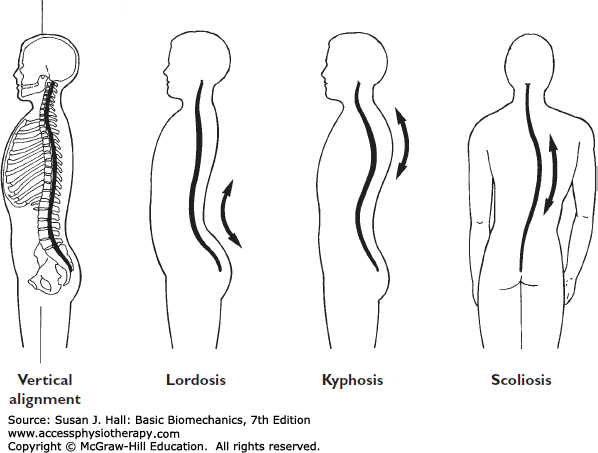 Vertical alignment
Lordosis
Kyphosis
Scoliosis
Source: Susan J. Hall: Basic Biomechanics, 7th Edition
www.accessphysiotherapy.com
Copyright © McGraw-Hill Education. All rights reserved.